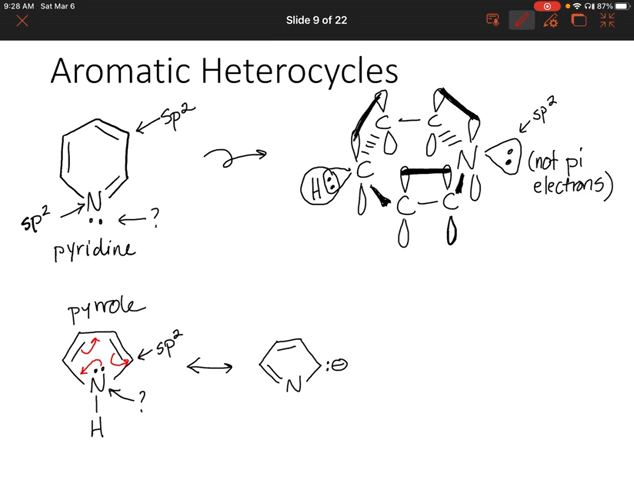 9:28 AM Sat Mar 6
87%
Slide 9 of 22
Aromatic Heterocycles
sp2
C C
sp2
N
: (not pi
electrons)
H : C
C C
N
sp2
?
pyridine
pyrrole
sp2
N
?
H
N
:⊖